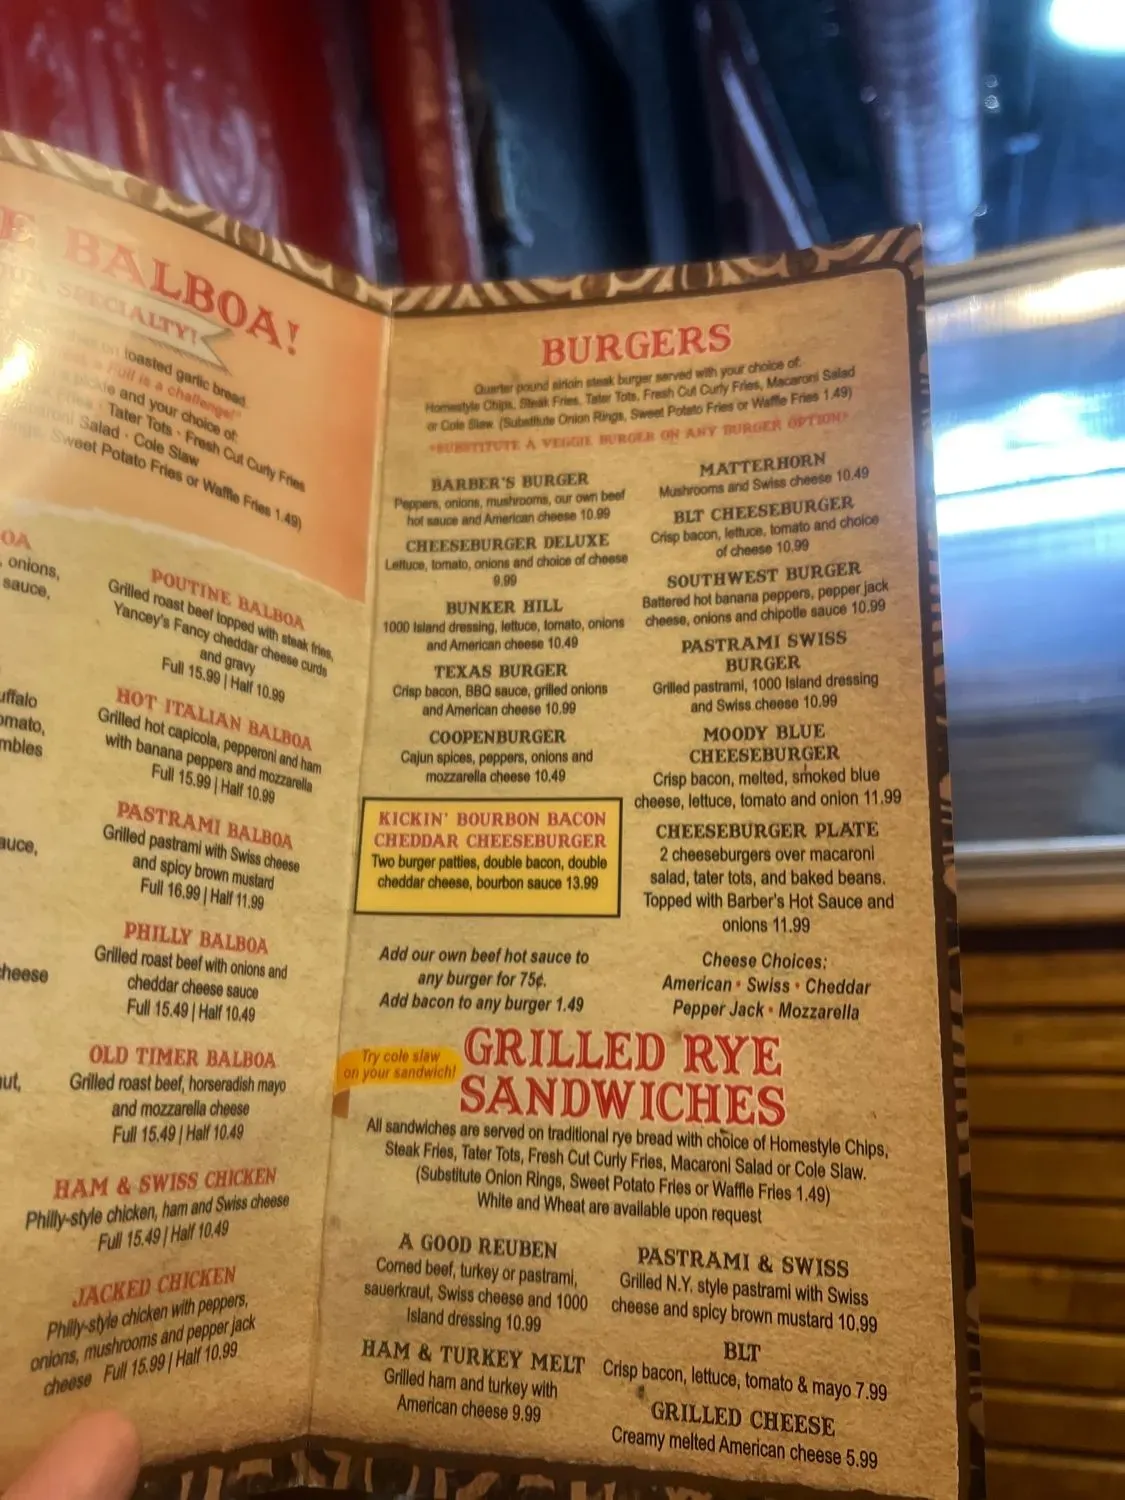 E BALBOA!
SPECIALTY!
toasted garlic bread
Full is a challenge!"
pickle and your choice of:
Tater Tots · Fresh Cut Curly Fries
Salad · Cole Slaw
Sweet Potato Fries or Waffle Fries 1.49)
OA
, onions,
sauce,
uffalo
omato,
mbles
auce,
cheese
ut,
POUTINE BALBOA
Grilled roast beef topped with steak fries,
Yancey's Fancy cheddar cheese curds
and gravy
Full 15.99 | Half 10.99
HOT ITALIAN BALBOA
Grilled hot capicola, pepperoni and ham
with banana peppers and mozzarella
Full 15.99 | Half 10.99
PASTRAMI BALBOA
Grilled pastrami with Swiss cheese
and spicy brown mustard
Full 16.99 | Half 11.99
PHILLY BALBOA
Grilled roast beef with onions and
cheddar cheese sauce
Full 15.49 | Half 10.49
OLD TIMER BALBOA
Grilled roast beef, horseradish mayo
and mozzarella cheese
Full 15.49 | Half 10.49
HAM & SWISS CHICKEN
Philly-style chicken, ham and Swiss cheese
Full 15.49 | Half 10.49
JACKED CHICKEN
Philly-style chicken with peppers,
onions, mushrooms and pepper jack
cheese Full 15.99 | Half 10.99
BURGERS
Quarter pound sirloin steak burger served with your choice of:
Homestyle Chips, Steak Fries, Tater Tots, Fresh Cut Curly Fries, Macaroni Salad
or Cole Slaw. (Substitute Onion Rings, Sweet Potato Fries or Waffle Fries 1.49)
*SUBSTITUTE A VEGGIE BURGER ON ANY BURGER OPTION*
BARBER'S BURGER
Peppers, onions, mushrooms, our own beef
hot sauce and American cheese 10.99
CHEESEBURGER DELUXE
Lettuce, tomato, onions and choice of cheese
9.99
BUNKER HILL
1000 Island dressing, lettuce, tomato, onions
and American cheese 10.49
TEXAS BURGER
Crisp bacon, BBQ sauce, grilled onions
and American cheese 10.99
COOPENBURGER
Cajun spices, peppers, onions and
mozzarella cheese 10.49
KICKIN' BOURBON BACON
CHEDDAR CHEESEBURGER
Two burger patties, double bacon, double
cheddar cheese, bourbon sauce 13.99
Add our own beef hot sauce to
any burger for 75¢.
Add bacon to any burger 1.49
MATTERHORN
Mushrooms and Swiss cheese 10.49
BLT CHEESEBURGER
Crisp bacon, lettuce, tomato and choice
of cheese 10.99
SOUTHWEST BURGER
Battered hot banana peppers, pepper jack
cheese, onions and chipotle sauce 10.99
PASTRAMI SWISS
BURGER
Grilled pastrami, 1000 Island dressing
and Swiss cheese 10.99
MOODY BLUE
CHEESEBURGER
Crisp bacon, melted, smoked blue
cheese, lettuce, tomato and onion 11.99
CHEESEBURGER PLATE
2 cheeseburgers over macaroni
salad, tater tots, and baked beans.
Topped with Barber's Hot Sauce and
onions 11.99
Cheese Choices:
American • Swiss • Cheddar
Pepper Jack • Mozzarella
Try cole slaw
on your sandwich!
GRILLED RYE
SANDWICHES
All sandwiches are served on traditional rye bread with choice of Homestyle Chips,
Steak Fries, Tater Tots, Fresh Cut Curly Fries, Macaroni Salad or Cole Slaw.
(Substitute Onion Rings, Sweet Potato Fries or Waffle Fries 1.49)
White and Wheat are available upon request
A GOOD REUBEN
Corned beef, turkey or pastrami,
sauerkraut, Swiss cheese and 1000
Island dressing 10.99
HAM & TURKEY MELT
Grilled ham and turkey with
American cheese 9.99
PASTRAMI & SWISS
Grilled N.Y. style pastrami with Swiss
cheese and spicy brown mustard 10.99
BLT
Crisp bacon, lettuce, tomato & mayo 7.99
GRILLED CHEESE
Creamy melted American cheese 5.99